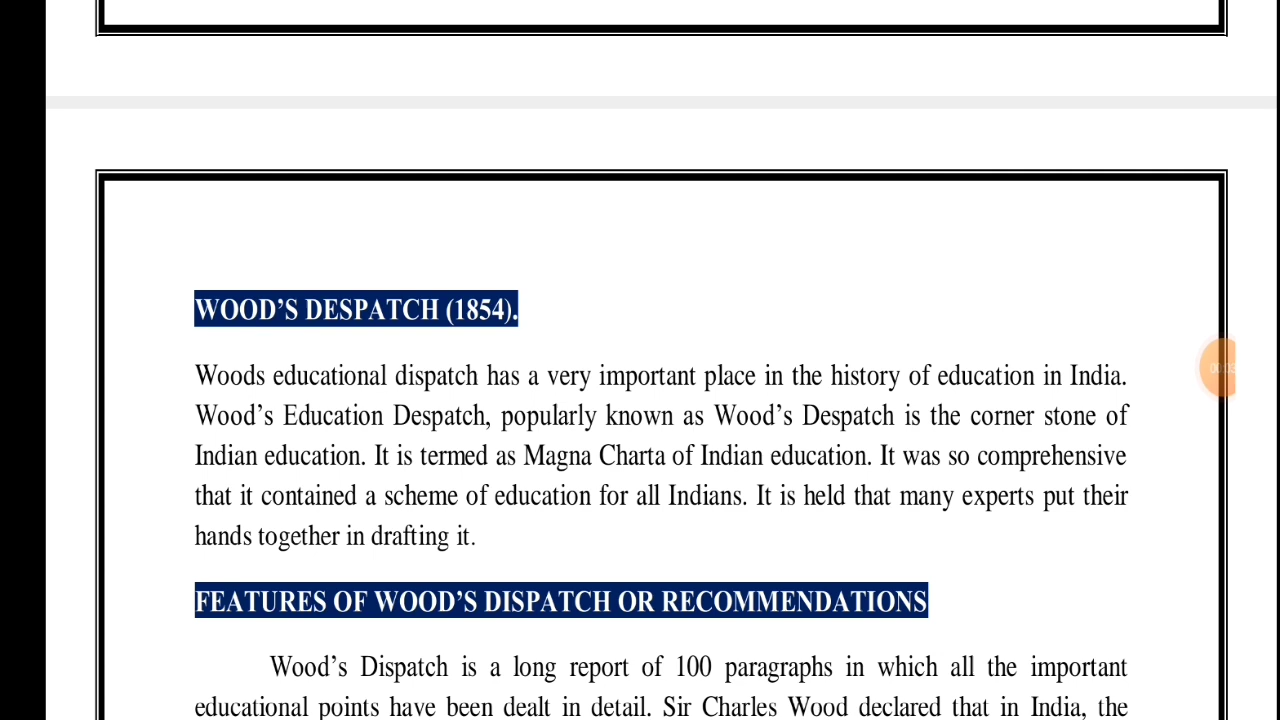 WOOD’S DESPATCH (1854).
Woods educational dispatch has a very important place in the history of education in India.
Wood’s Education Despatch, popularly known as Wood’s Despatch is the corner stone of
Indian education. It is termed as Magna Charta of Indian education. It was so comprehensive
that it contained a scheme of education for all Indians. It is held that many experts put their
hands together in drafting it.
FEATURES OF WOOD’S DISPATCH OR RECOMMENDATIONS
Wood’s Dispatch is a long report of 100 paragraphs in which all the important
educational points have been dealt in detail. Sir Charles Wood declared that in India, the